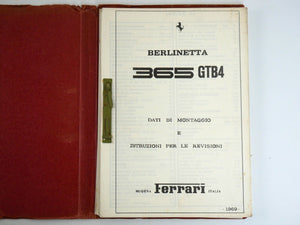 BERLINETTA
365 GTB4
DATI DI MONTAGGIO
E
ISTRUZIONI PER LE REVISIONI
MODENA Ferrari ITALIA
- 1969 -